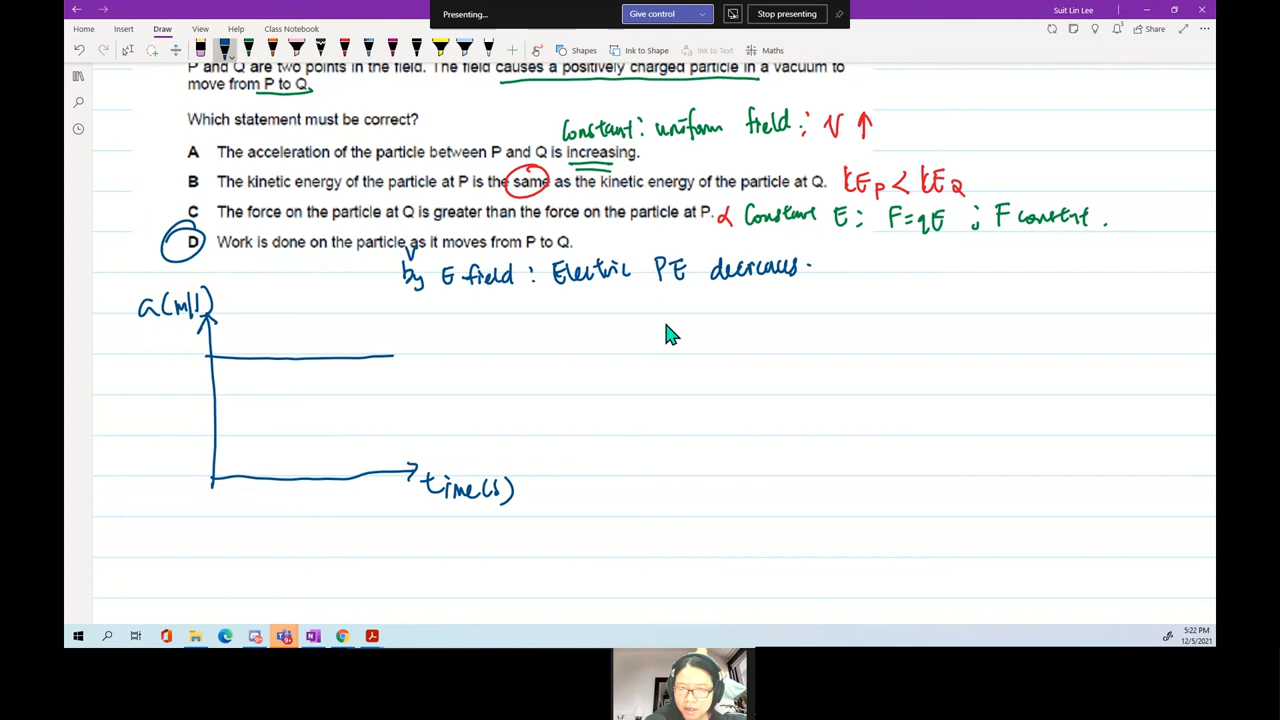 Presenting...
Give control
Stop presenting
Suit Lin Lee
Home Insert Draw View Help Class Notebook
Share
Shapes Ink to Shape Ink to Text Maths
P and Q are two points in the field. The field causes a positively charged particle in a vacuum to
move from P to Q.
Which statement must be correct?
constant: uniform field; v ↑
A The acceleration of the particle between P and Q is increasing.
B The kinetic energy of the particle at P is the same as the kinetic energy of the particle at Q. KE_P < KE_Q
C The force on the particle at Q is greater than the force on the particle at P. constant E; F=qE ; F constant.
D Work is done on the particle as it moves from P to Q.
by E field : Electric PE decreases.
time(s)
5:22 PM
12/5/2021